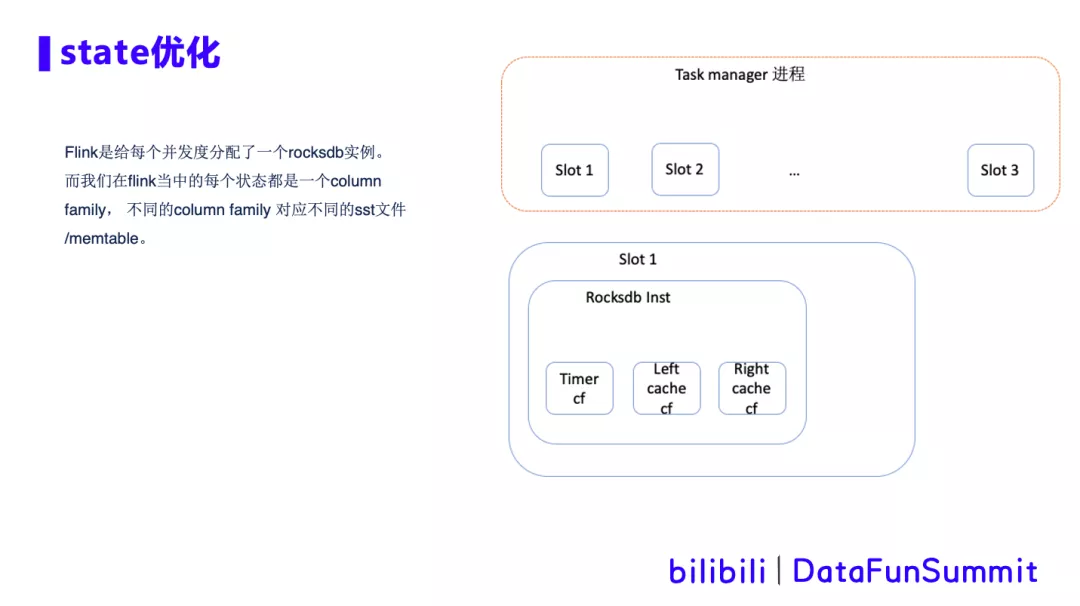 state优化
Flink是给每个并发度分配了一个rocksdb实例。
而我们在flink当中的每个状态都是一个column
family， 不同的column family 对应不同的sst文件
/memtable。
Task manager 进程
Slot 1
Slot 2
...
Slot 3
Slot 1
Rocksdb Inst
Timer
cf
Left
cache
cf
Right
cache
cf
bilibili | DataFunSummit